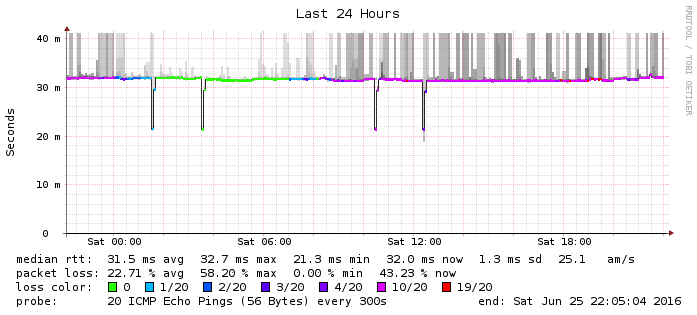 Last 24 Hours
RRDTOOL / TOBI OETIKER
Seconds
40 m
30 m
20 m
10 m
0
Sat 00:00 Sat 06:00 Sat 12:00 Sat 18:00
median rtt: 31.5 ms avg 32.7 ms max 21.3 ms min 32.0 ms now 1.3 ms sd 25.1 am/s
packet loss: 22.71 % avg 58.20 % max 0.00 % min 43.23 % now
loss color: 0 1/20 2/20 3/20 4/20 10/20 19/20
probe: 20 ICMP Echo Pings (56 Bytes) every 300s end: Sat Jun 25 22:05:04 2016